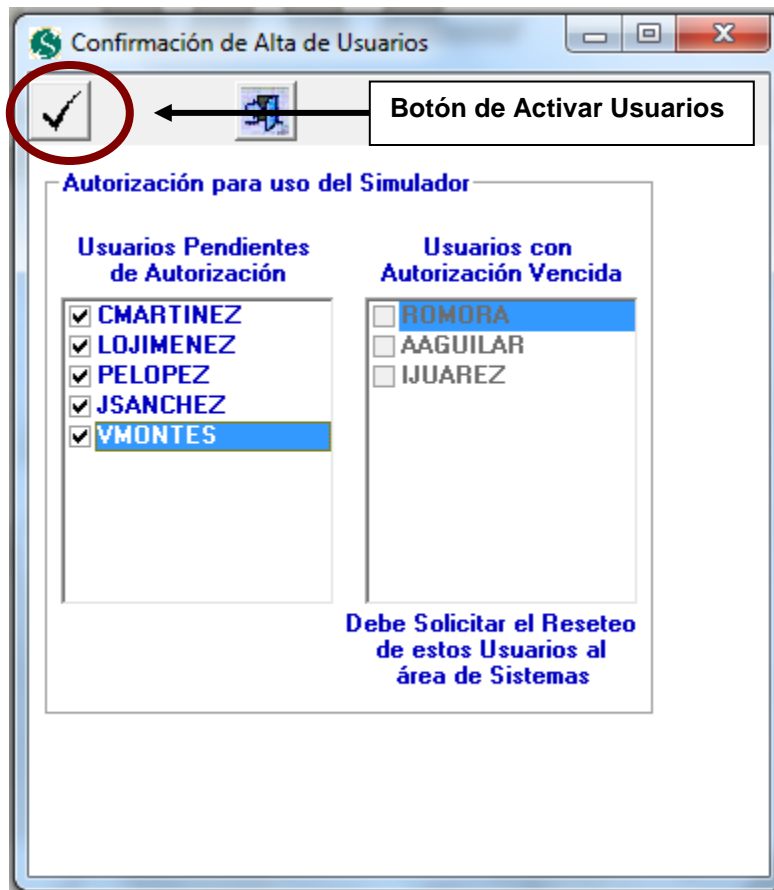 Confirmación de Alta de Usuarios
Botón de Activar Usuarios
Autorización para uso del Simulador
Usuarios Pendientes
de Autorización
CMARTINEZ
LOJIMENEZ
PELOPEZ
JSANCHEZ
VMONTES
Usuarios con
Autorización Vencida
ROMORA
AAGUILAR
IJUAREZ
Debe Solicitar el Reseteo
de estos Usuarios al
área de Sistemas